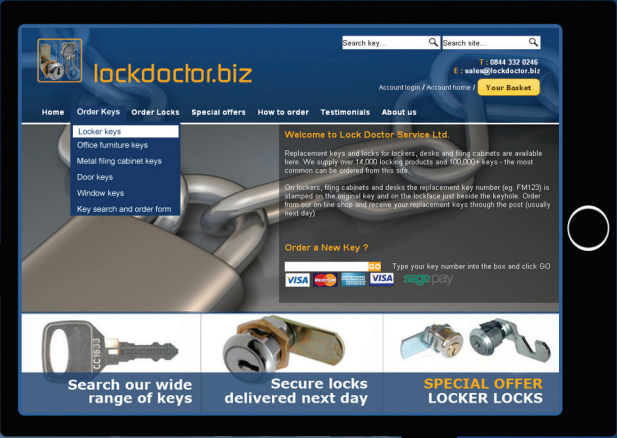 Search key...
Search site...
lockdoctor.biz
T : 0844 332 0246
E : sales@lockdoctor.biz
Account login / Account home /
Your Basket
Home Order Keys Order Locks Special offers How to order Testimonials About us
Locker keys
Office furniture keys
Metal filing cabinet keys
Door keys
Window keys
Key search and order form
Welcome to Lock Doctor Service Ltd.
Replacement keys and locks for lockers, desks and filing cabinets are available
here. We supply over 14,000 locking products and 100,000+ keys - the most
common can be ordered from this site.
On lockers, filing cabinets and desks the replacement key number (eg. FM123) is
stamped on the original key and on the lockface just beside the keyhole. Order
from our on-line shop and receive your replacement keys through the post (usually
next day)
Order a New Key ?
GO
Type your key number into the box and click GO
VISA MasterCard AMERICAN EXPRESS VISA sage pay
CC1633
Search our wide
range of keys
Secure locks
delivered next day
SPECIAL OFFER
LOCKER LOCKS